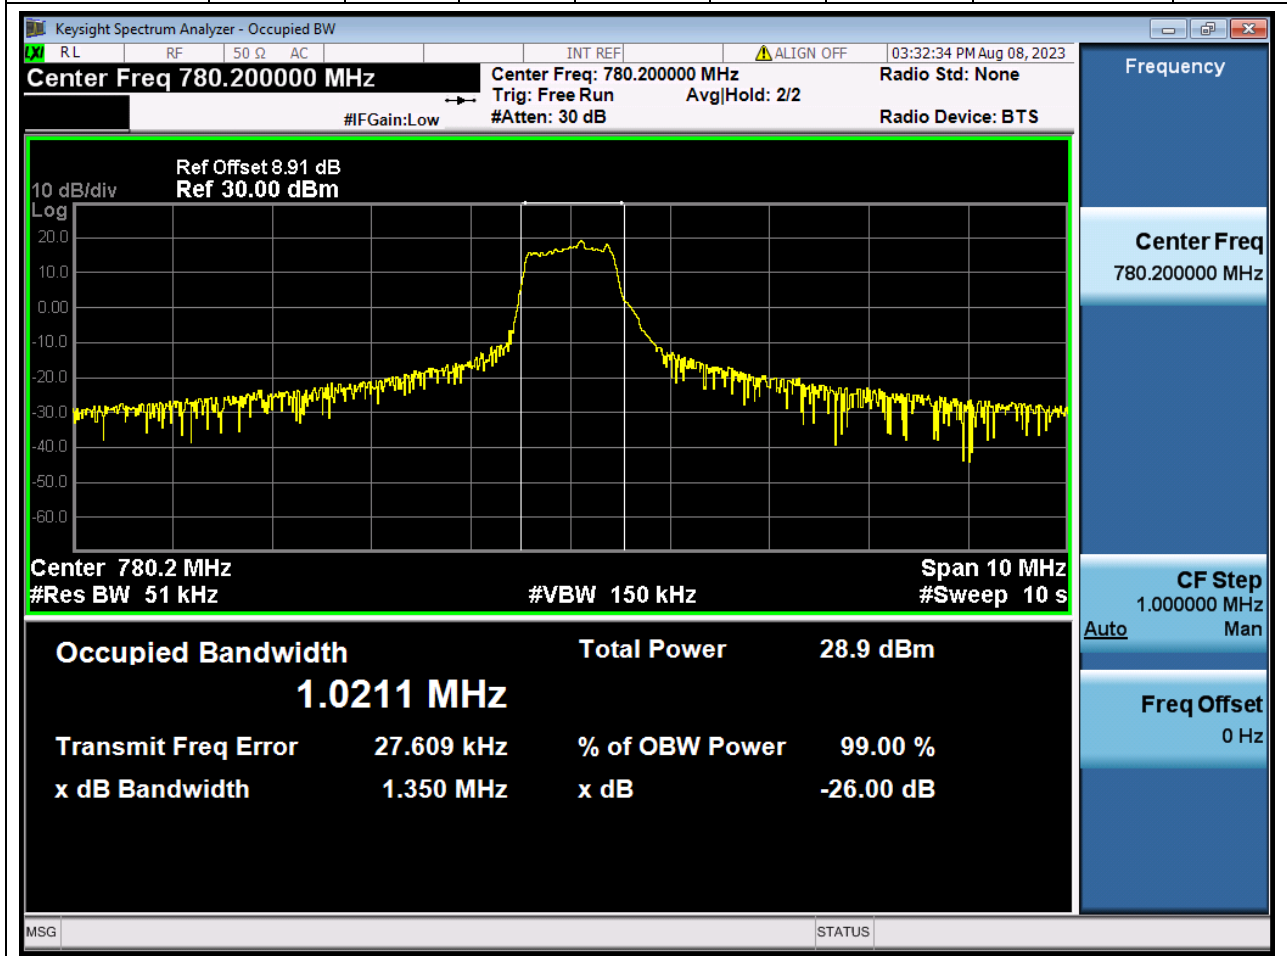 Keysight Spectrum Analyzer - Occupied BW
LXI RL RF 50 Ω AC INT REF ALIGN OFF 03:32:34 PM Aug 08, 2023
Center Freq 780.200000 MHz
Center Freq: 780.200000 MHz
Radio Std: None
Trig: Free Run Avg|Hold: 2/2
#IFGain:Low #Atten: 30 dB
Radio Device: BTS
Frequency
Ref Offset 8.91 dB
10 dB/div Ref 30.00 dBm
Log
20.0
10.0
0.00
-10.0
-20.0
-30.0
-40.0
-50.0
-60.0
Center 780.2 MHz Span 10 MHz
#Res BW 51 kHz #VBW 150 kHz #Sweep 10 s
Center Freq
780.200000 MHz
CF Step
1.000000 MHz
Auto Man
Freq Offset
0 Hz
Occupied Bandwidth Total Power 28.9 dBm
1.0211 MHz
Transmit Freq Error 27.609 kHz % of OBW Power 99.00 %
x dB Bandwidth 1.350 MHz x dB -26.00 dB
MSG STATUS